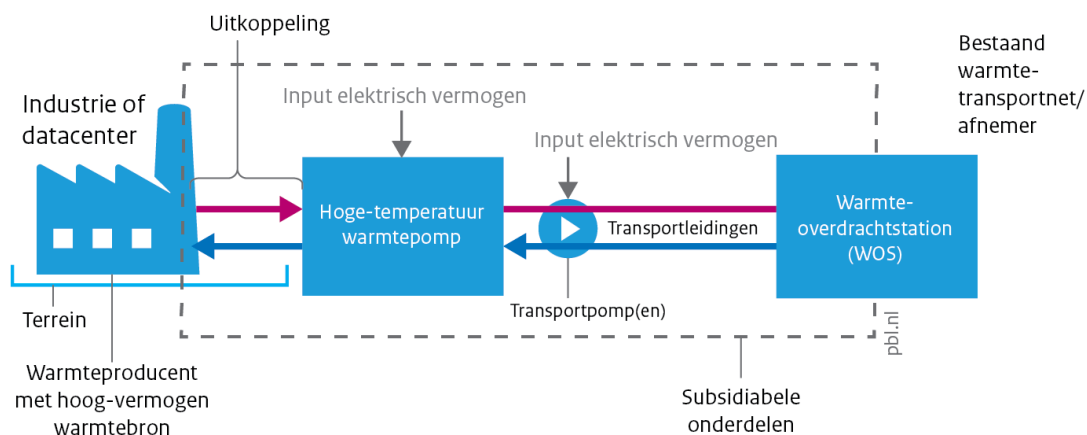 Uitkoppeling
Industrie of
datacenter
Input elektrisch vermogen
Input elektrisch vermogen
Bestaand
warmte-
transportnet/
afnemer
Hoge-temperatuur
warmtepomp
Transportleidingen
Warmte-
overdrachtstation
(WOS)
Terrein
Transportpomp(en)
pbl.nl
Warmteproducent
met hoog-vermogen
warmtebron
Subsidiabele
onderdelen